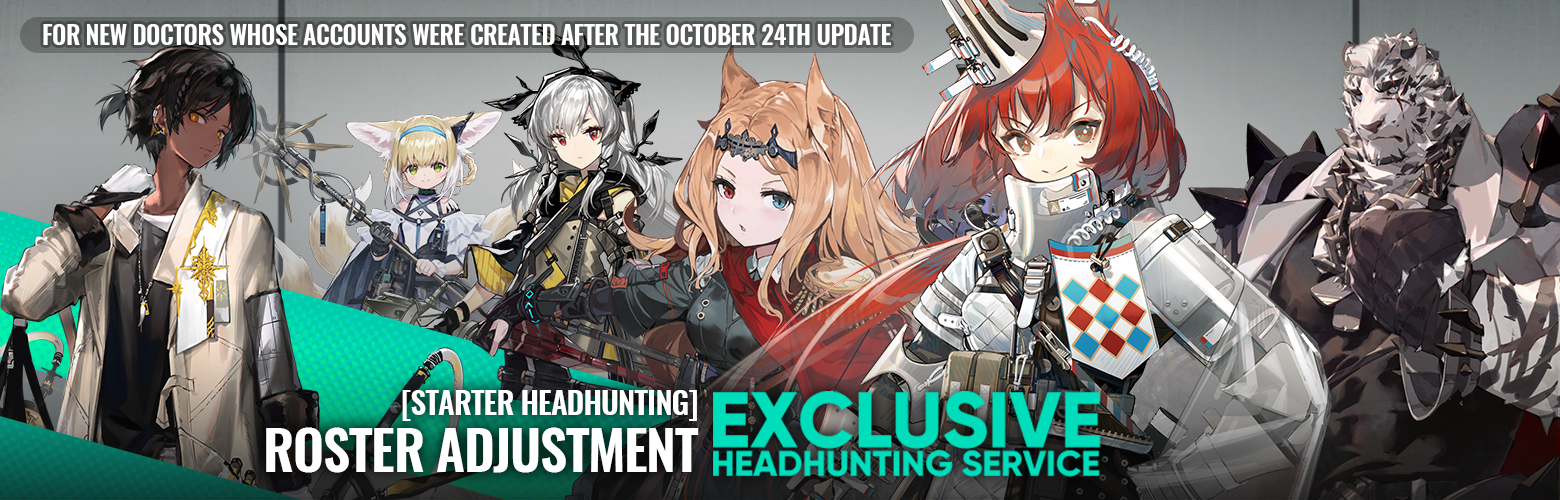 FOR NEW DOCTORS WHOSE ACCOUNTS WERE CREATED AFTER THE OCTOBER 24TH UPDATE
[STARTER HEADHUNTING]
ROSTER ADJUSTMENT
EXCLUSIVE
HEADHUNTING SERVICE